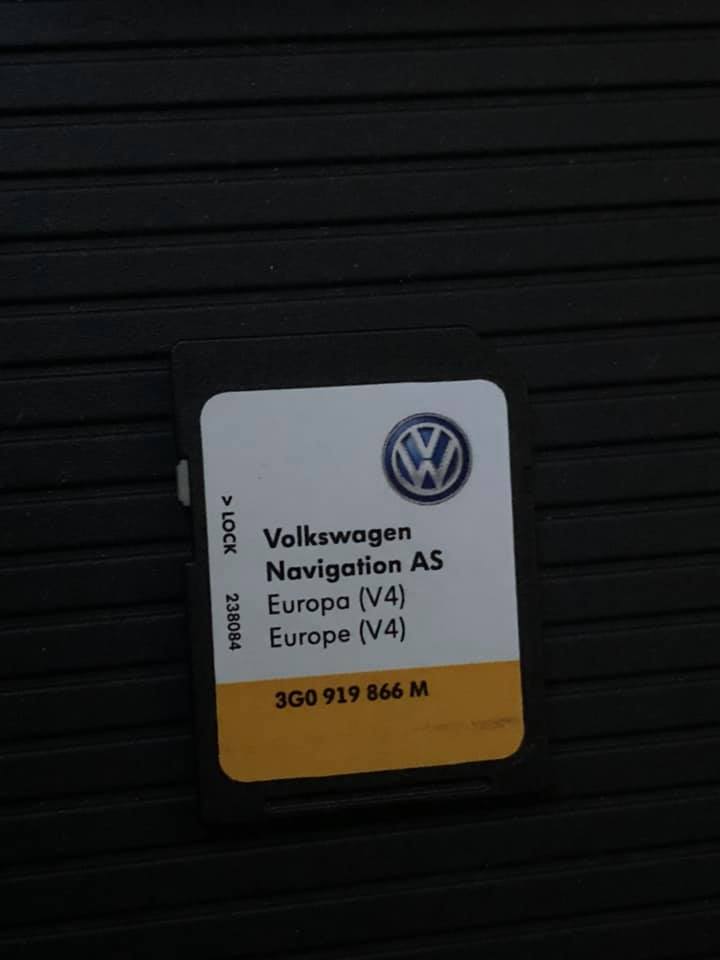 > LOCK
238084
Volkswagen
Navigation AS
Europa (V4)
Europe (V4)
3G0 919 866 M